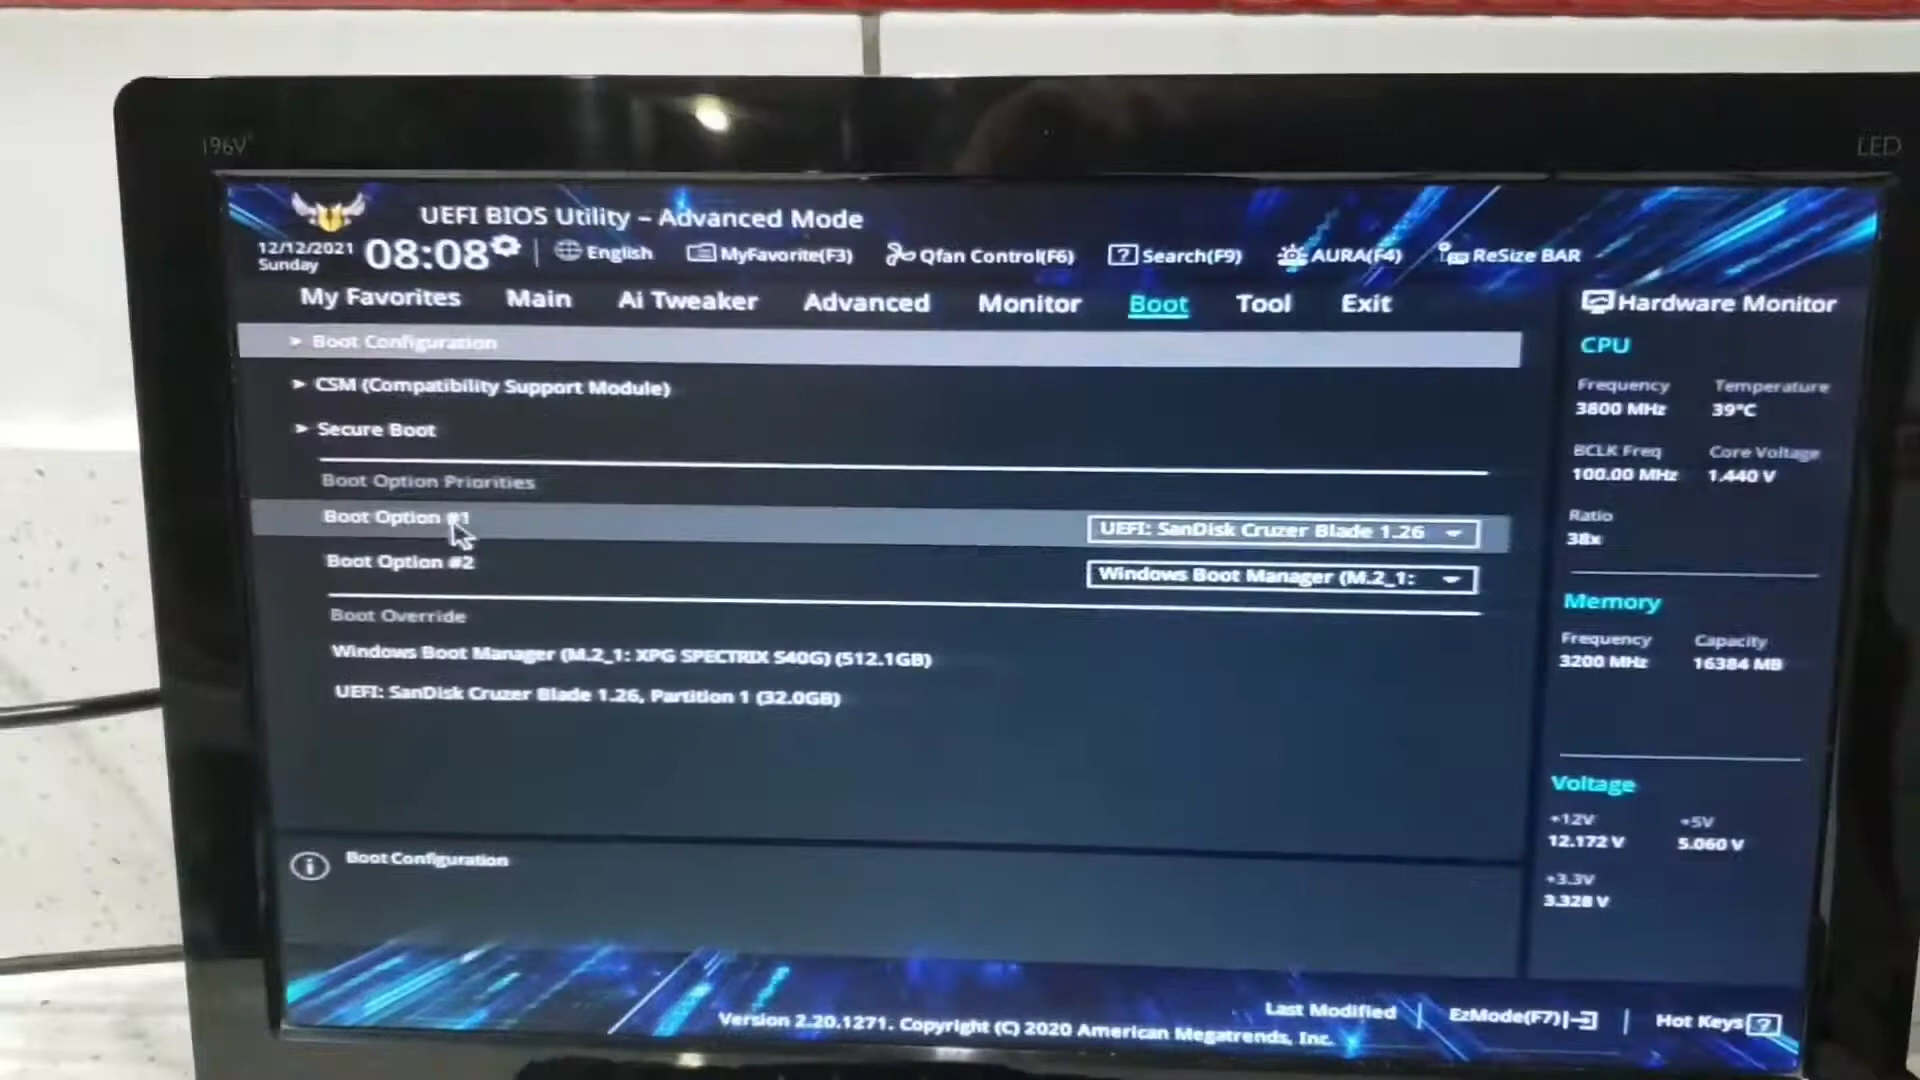 196V
LED
UEFI BIOS Utility – Advanced Mode
12/12/2021
Sunday
08:08
English
MyFavorite(F3)
Qfan Control(F6)
Search(F9)
AURA(F4)
ReSize BAR
My Favorites Main Ai Tweaker Advanced Monitor Boot Tool Exit
Hardware Monitor
> Boot Configuration
> CSM (Compatibility Support Module)
> Secure Boot
Boot Option Priorities
Boot Option #1 UEFI: SanDisk Cruzer Blade 1.26
Boot Option #2 Windows Boot Manager (M.2_1:
Boot Override
Windows Boot Manager (M.2_1: XPG SPECTRIX S40G) (512.1GB)
UEFI: SanDisk Cruzer Blade 1.26, Partition 1 (32.0GB)
CPU
Frequency Temperature
3800 MHz 39°C
BCLK Freq Core Voltage
100.00 MHz 1.440 V
Ratio
38x
Memory
Frequency Capacity
3200 MHz 16384 MB
Voltage
+12V +5V
12.172 V 5.060 V
+3.3V
3.328 V
Boot Configuration
Last Modified
EzMode(F7)
Hot Keys ?
Version 2.20.1271. Copyright (C) 2020 American Megatrends, Inc.